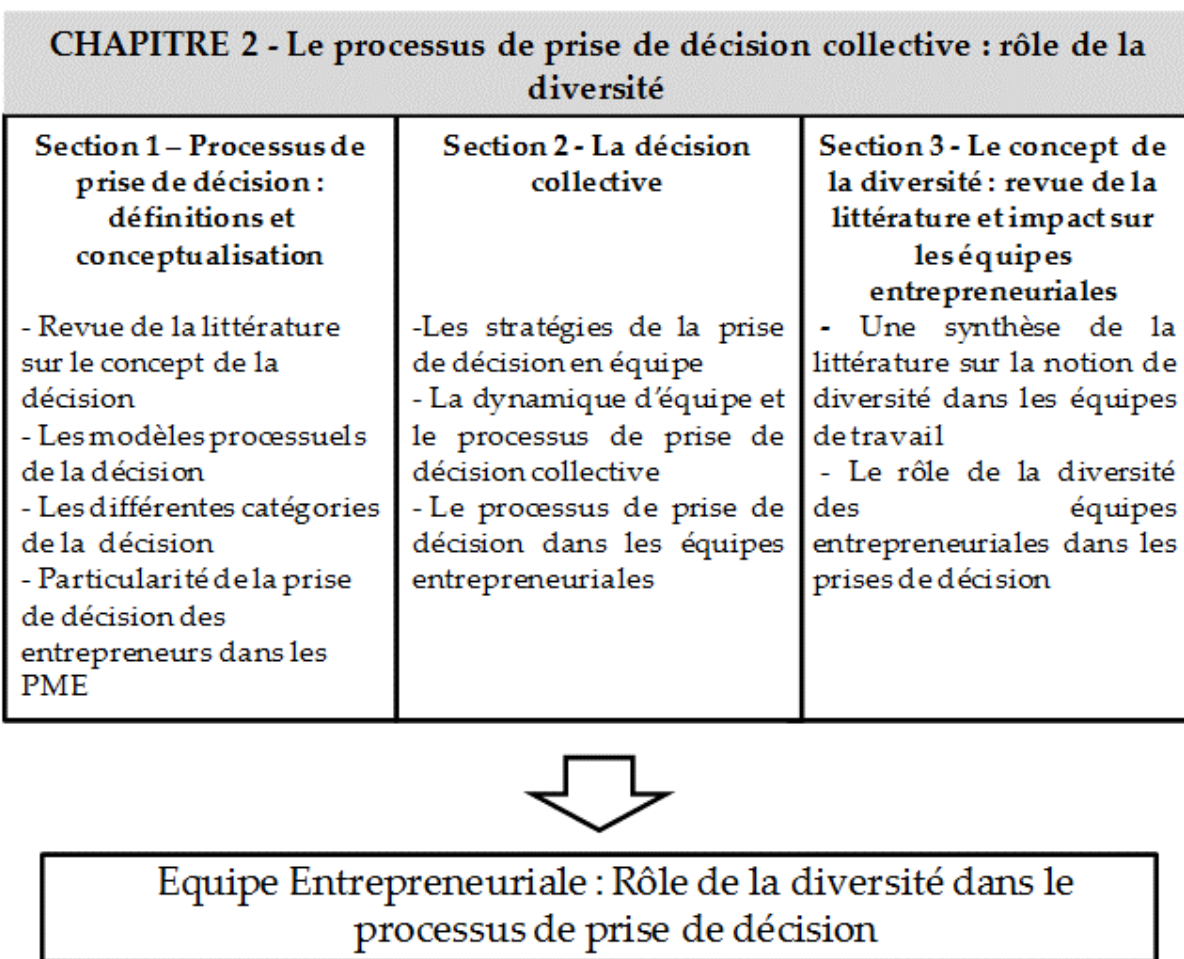 CHAPITRE 2 - Le processus de prise de décision collective : rôle de la
diversité
Section 1 – Processus de
prise de décision :
définitions et
conceptualisation
- Revue de la littérature
sur le concept de la
décision
- Les modèles processuels
de la décision
- Les différentes catégories
de la décision
- Particularité de la prise
de décision des
entrepreneurs dans les
PME
Section 2 - La décision
collective
-Les stratégies de la prise
de décision en équipe
- La dynamique d’équipe et
le processus de prise de
décision collective
- Le processus de prise de
décision dans les équipes
entrepreneuriales
Section 3 - Le concept de
la diversité : revue de la
littérature et impact sur
les équipes
entrepreneuriales
- Une synthèse de la
littérature sur la notion de
diversité dans les équipes
de travail
- Le rôle de la diversité
des équipes
entrepreneuriales dans les
prises de décision
Equipe Entrepreneuriale : Rôle de la diversité dans le
processus de prise de décision